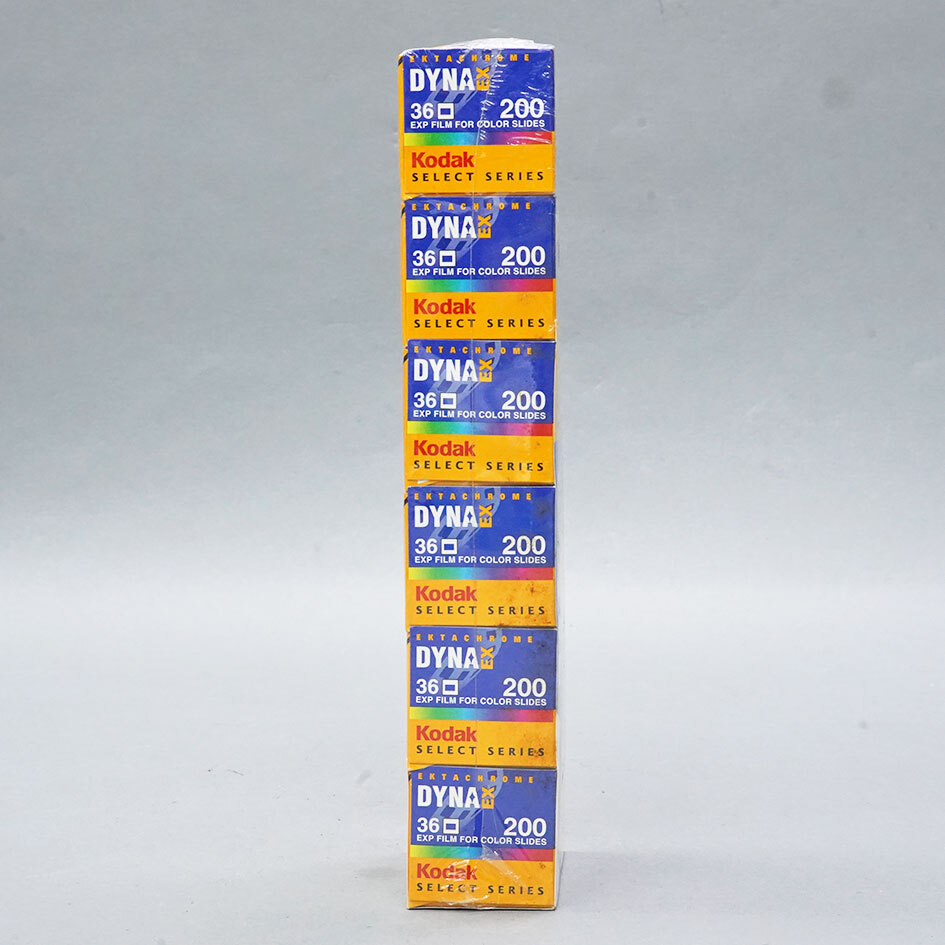 EKTACHROME
DYNA EX
36 200
EXP FILM FOR COLOR SLIDES
Kodak
SELECT SERIES
EKTACHROME
DYNA EX
36 200
EXP FILM FOR COLOR SLIDES
Kodak
SELECT SERIES
EKTACHROME
DYNA EX
36 200
EXP FILM FOR COLOR SLIDES
Kodak
SELECT SERIES
EKTACHROME
DYNA EX
36 200
EXP FILM FOR COLOR SLIDES
Kodak
SELECT SERIES
EKTACHROME
DYNA EX
36 200
EXP FILM FOR COLOR SLIDES
Kodak
SELECT SERIES
EKTACHROME
DYNA EX
36 200
EXP FILM FOR COLOR SLIDES
Kodak
SELECT SERIES